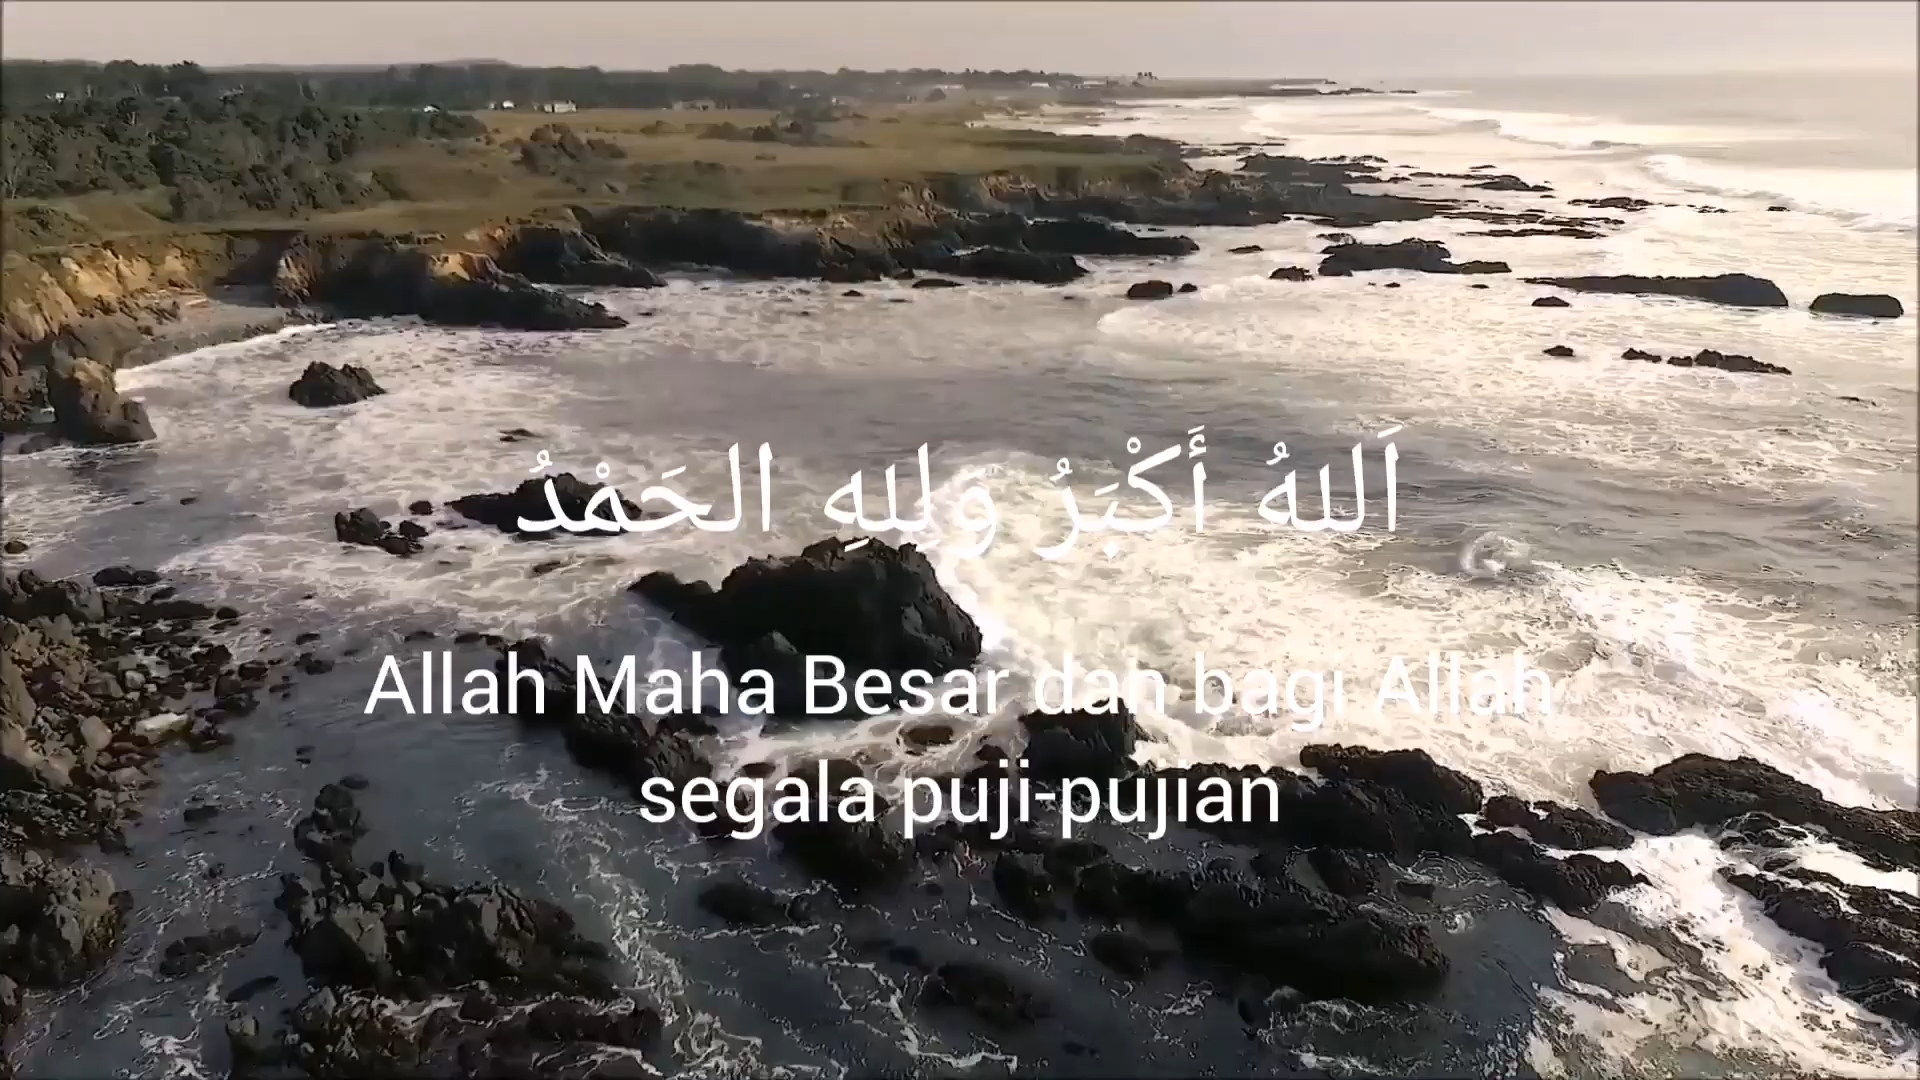 اَللهُ أَكْبَرُ وَلِلهِ الحَمْدُ
Allah Maha Besar dan bagi Allah
segala puji-pujian